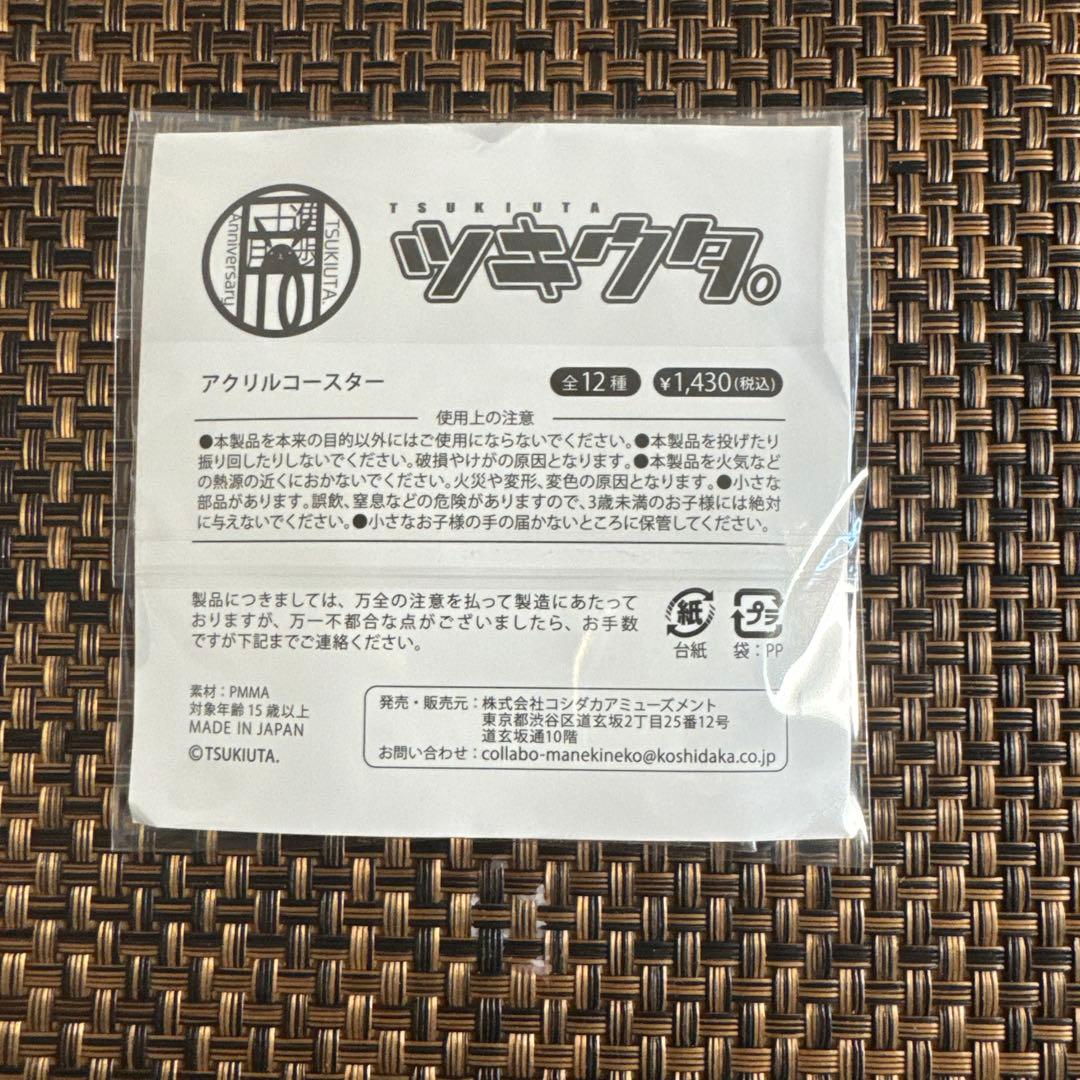 TSUKIUTA.
Anniversary
TSUKIUTA
ツキウタ。
アクリルコースター
全12種
¥1,430(税込)
使用上の注意
●本製品を本来の目的以外にはご使用にならないでください。●本製品を投げたり
振り回したりしないでください。破損やけがの原因となります。●本製品を火気など
の熱源の近くにおかないでください。火災や変形、変色の原因となります。●小さな
部品があります。誤飲、窒息などの危険がありますので、3歳未満のお子様には絶対
に与えないでください。●小さなお子様の手の届かないところに保管してください。
製品につきましては、万全の注意を払って製造にあたって
おりますが、万一不都合な点がございましたら、お手数
ですが下記までご連絡ください。
紙
台紙
プラ
袋:PP
素材:PMMA
対象年齢15歳以上
MADE IN JAPAN
©TSUKIUTA.
発売・販売元:株式会社コシダカアミューズメント
東京都渋谷区道玄坂2丁目25番12号
道玄坂通10階
お問い合わせ:collabo-manekineko@koshidaka.co.jp